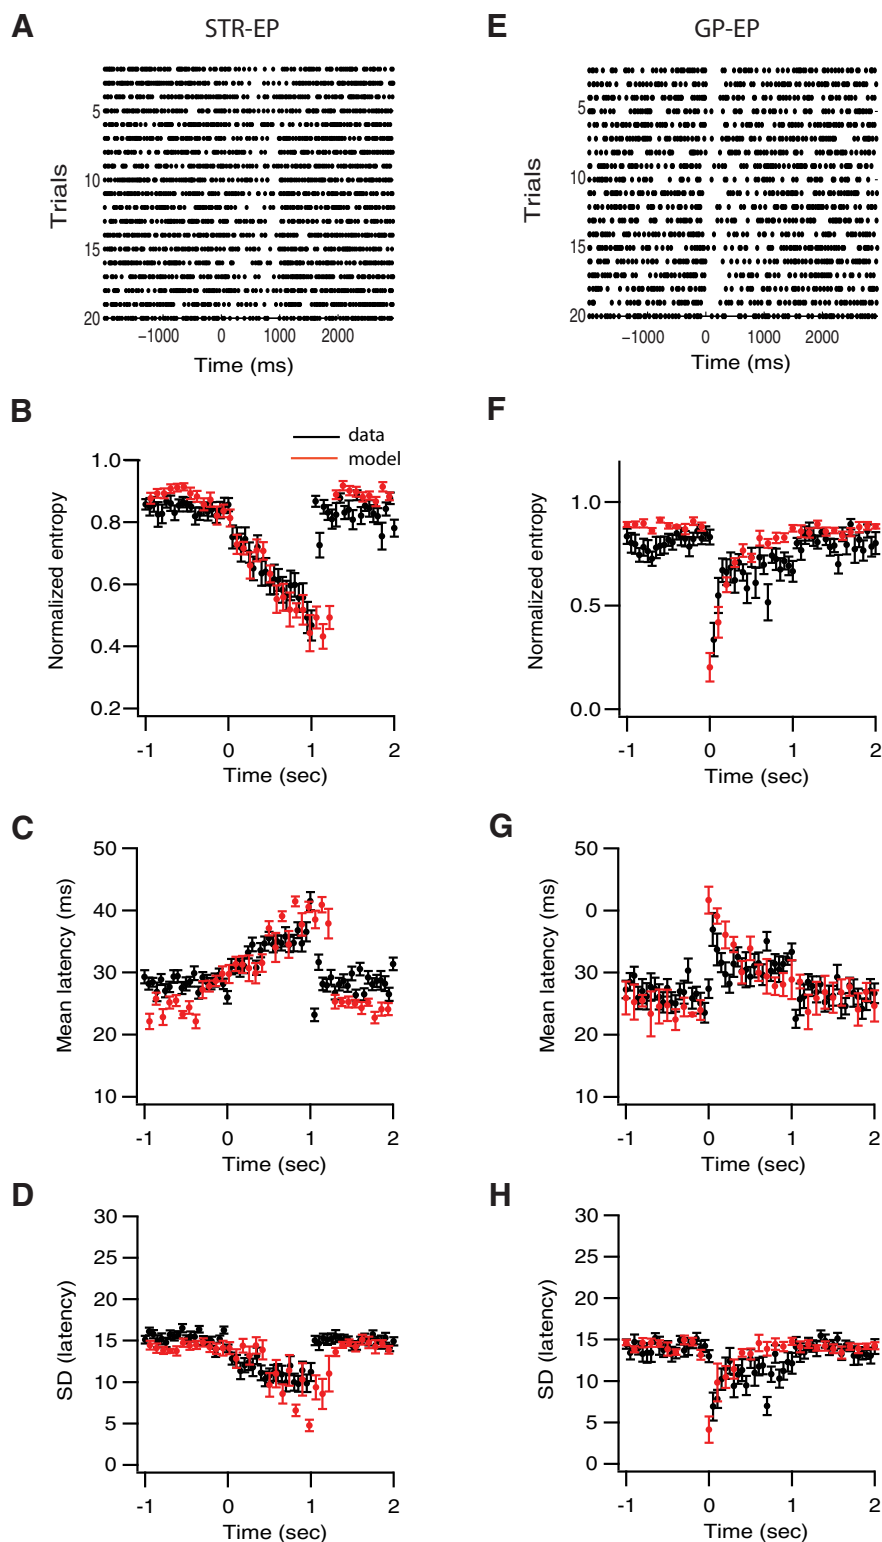 A
STR-EP
Trials
5
10
15
20
−1000 0 1000 2000
Time (ms)
E
GP-EP
Trials
5
10
15
20
−1000 0 1000 2000
Time (ms)
B
data
model
Normalized entropy
1.0
0.8
0.6
0.4
0.2
-1 0 1 2
Time (sec)
F
Normalized entropy
1.0
0.5
0.0
-1 0 1 2
Time (sec)
C
Mean latency (ms)
50
40
30
20
10
-1 0 1 2
Time (sec)
G
Mean latency (ms)
50
0
30
20
10
-1 0 1 2
Time (sec)
D
SD (latency)
30
25
20
15
10
5
0
-1 0 1 2
Time (sec)
H
SD (latency)
30
25
20
15
10
5
0
-1 0 1 2
Time (sec)